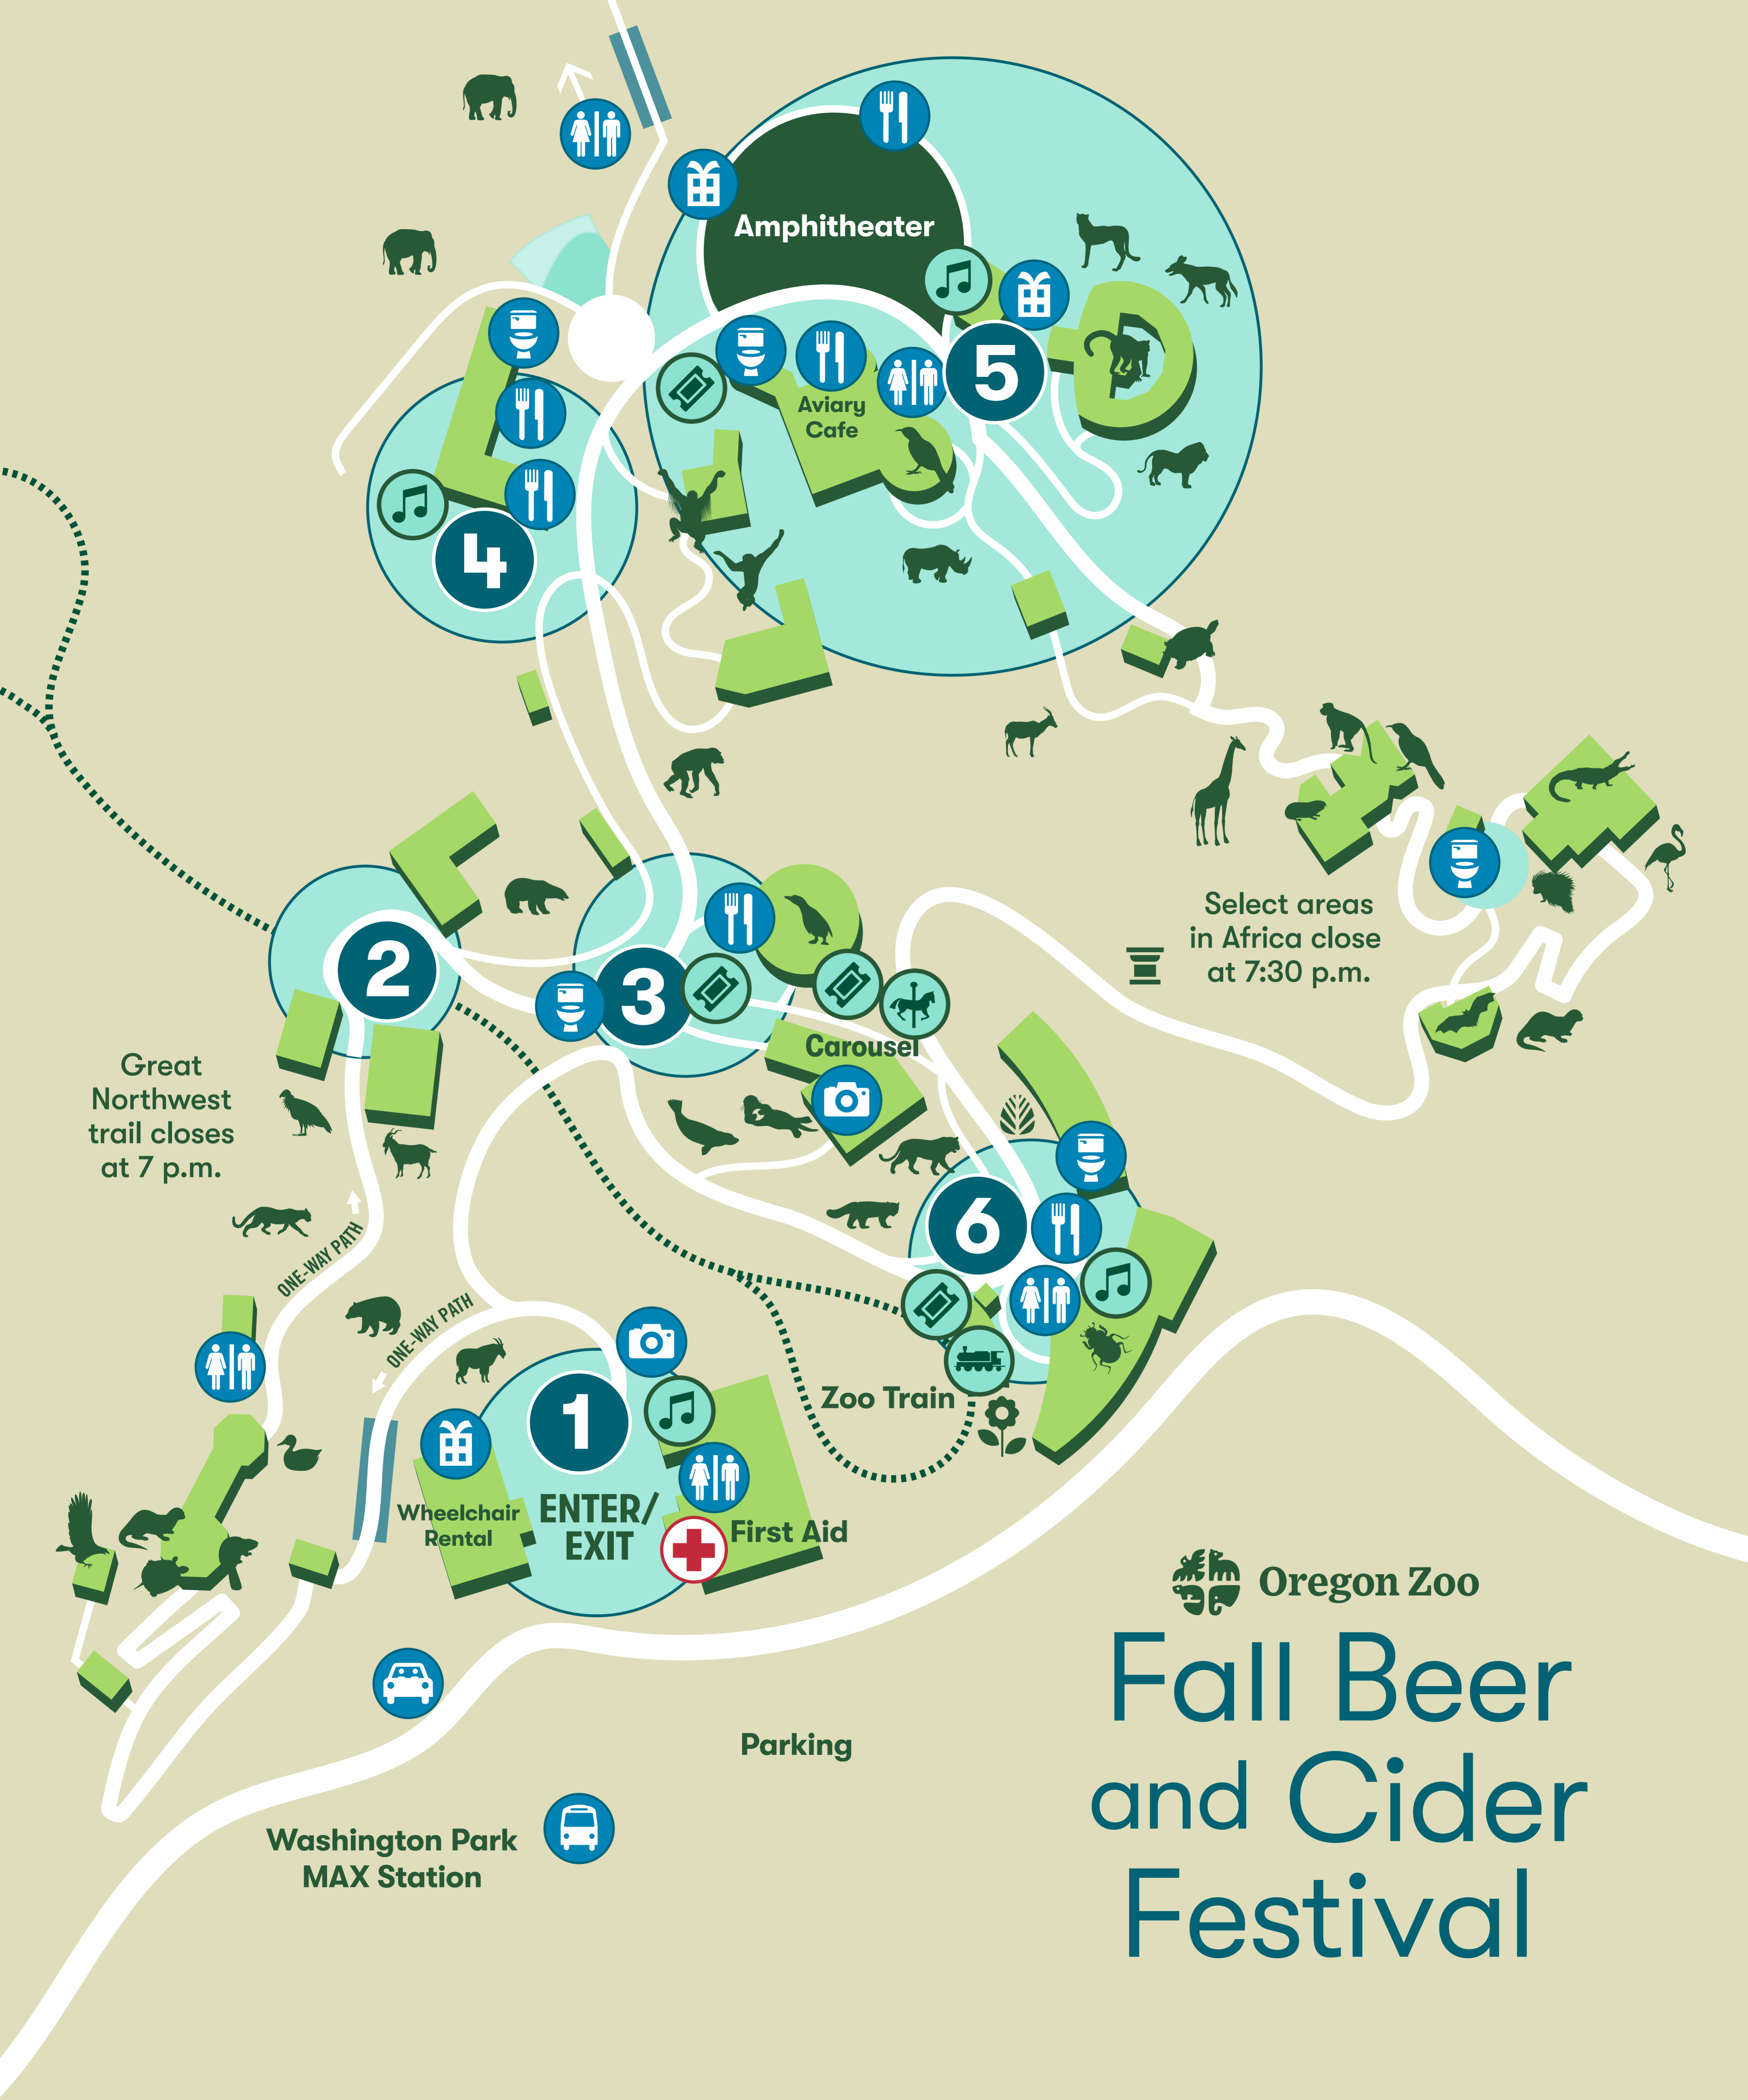 Amphitheater
5
Aviary
Cafe
4
Select areas
in Africa close
at 7:30 p.m.
2
3
Carousel
Great
Northwest
trail closes
at 7 p.m.
6
ONE-WAY PATH
ONE-WAY PATH
Zoo Train
1
Wheelchair
Rental
ENTER/
EXIT
First Aid
Parking
Washington Park
MAX Station
Oregon Zoo
Fall Beer
and Cider
Festival